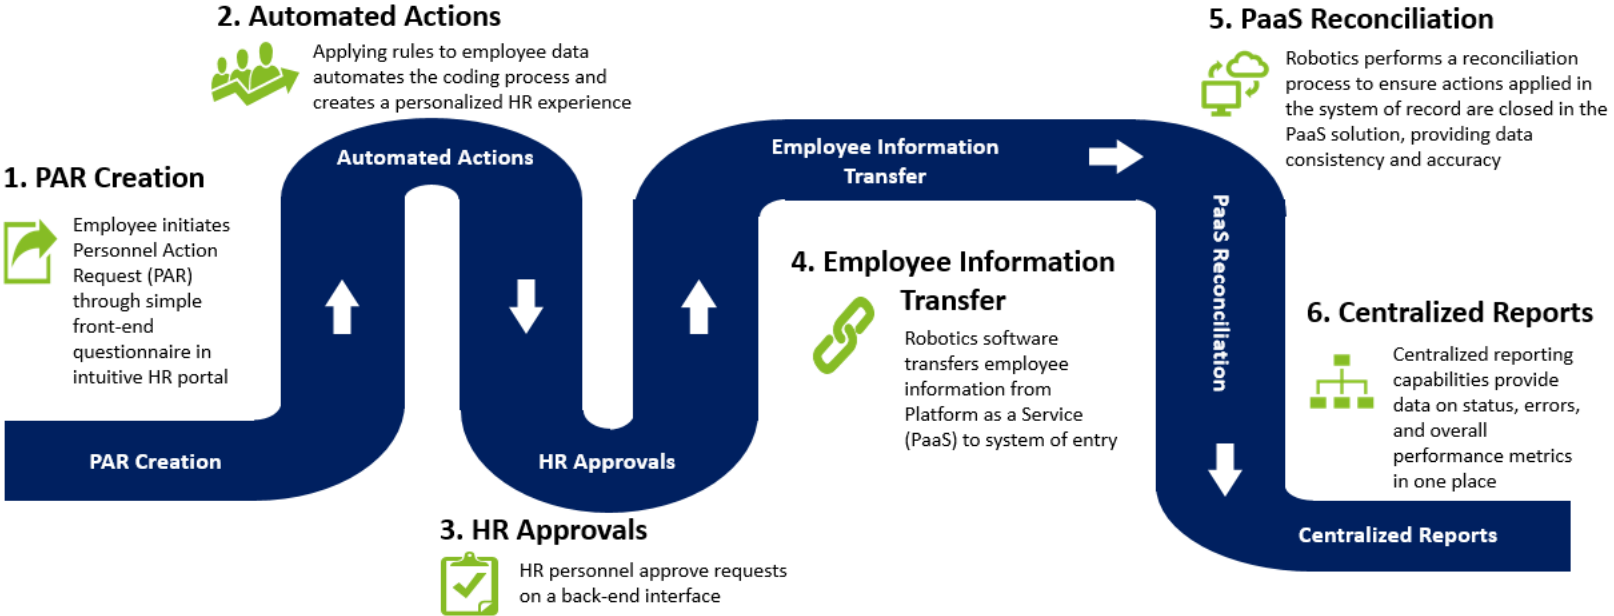 2. Automated Actions
Applying rules to employee data
automates the coding process and
creates a personalized HR experience
5. PaaS Reconciliation
Robotics performs a reconciliation
process to ensure actions applied in
the system of record are closed in the
PaaS solution, providing data
consistency and accuracy
1. PAR Creation
Employee initiates
Personnel Action
Request (PAR)
through simple
front-end
questionnaire in
intuitive HR portal
Automated Actions
Employee Information
Transfer
PaaS Reconciliation
4. Employee Information
Transfer
Robotics software
transfers employee
information from
Platform as a Service
(PaaS) to system of entry
6. Centralized Reports
Centralized reporting
capabilities provide
data on status, errors,
and overall
performance metrics
in one place
PAR Creation
HR Approvals
Centralized Reports
3. HR Approvals
HR personnel approve requests
on a back-end interface